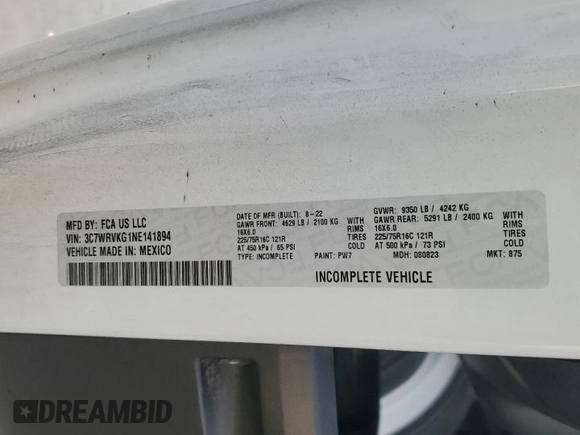 MFD BY: FCA US LLC
VIN: 3C7WRVKG1NE141894
VEHICLE MADE IN: MEXICO
DATE OF MFR (BUILT): 8-22
GAWR FRONT: 4629 LB / 2100 KG
16X6.0
225/75R16C 121R
AT 450 kPa / 65 PSI
TYPE: INCOMPLETE
PAINT: PW7
WITH
RIMS
TIRES
COLD
GVWR: 9350 LB / 4242 KG
GAWR REAR: 5291 LB / 2400 KG
16X6.0
225/75R16C 121R
AT 500 kPa / 73 PSI
MDH: 080823
WITH
RIMS
TIRES
COLD
MKT: 875
INCOMPLETE VEHICLE
DREAMBID